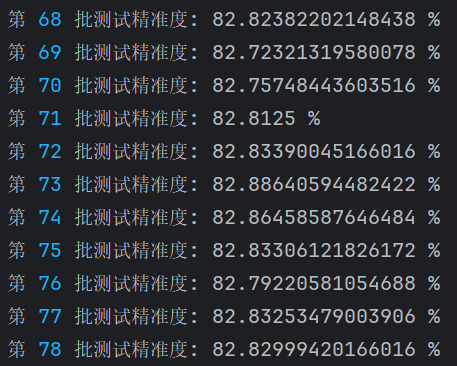 第 68 批测试精准度: 82.82382202148438 %
第 69 批测试精准度: 82.72321319580078 %
第 70 批测试精准度: 82.75748443603516 %
第 71 批测试精准度: 82.8125 %
第 72 批测试精准度: 82.83390045166016 %
第 73 批测试精准度: 82.88640594482422 %
第 74 批测试精准度: 82.86458587646484 %
第 75 批测试精准度: 82.83306121826172 %
第 76 批测试精准度: 82.79220581054688 %
第 77 批测试精准度: 82.83253479003906 %
第 78 批测试精准度: 82.82999420166016 %